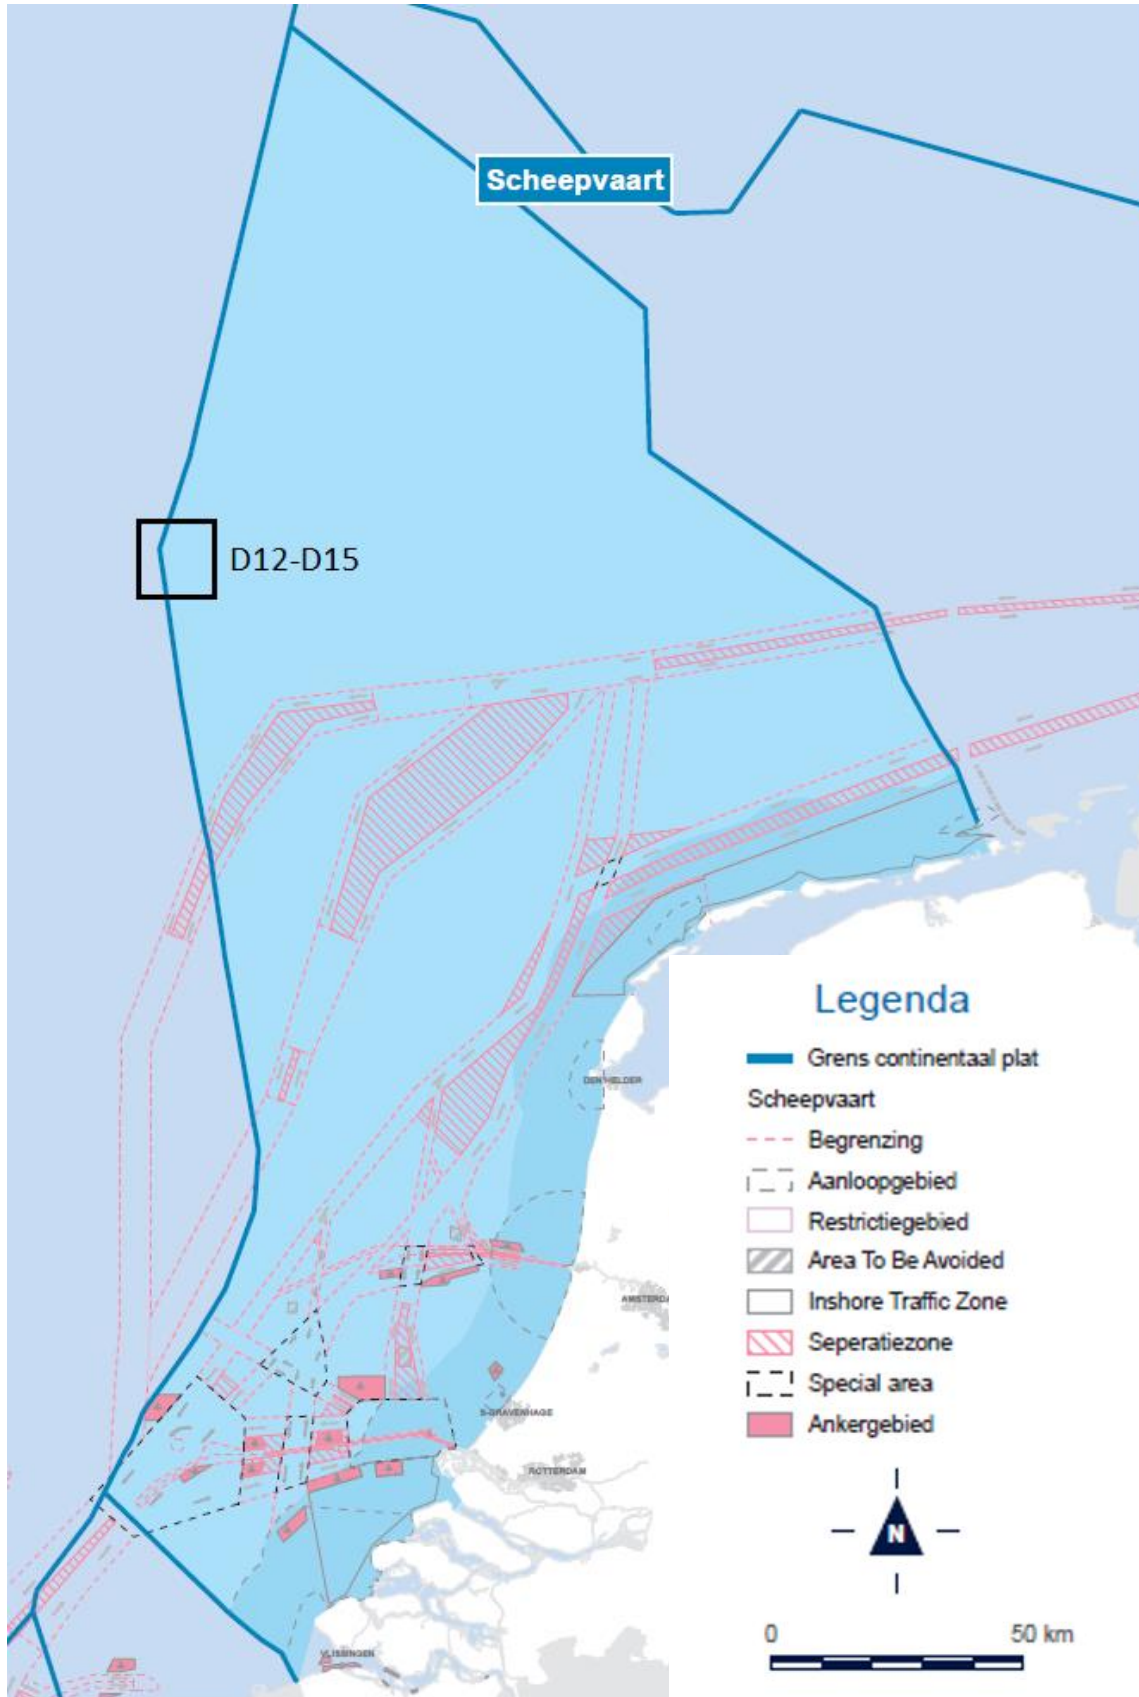 Scheepvaart
D12-D15
DEN HELDER
AMSTERDA
S-GRAVENHAGE
ROTTERDAM
VLISSINGEN
Legenda
Grens continentaal plat
Scheepvaart
Begrenzing
Aanloopgebied
Restrictiegebied
Area To Be Avoided
Inshore Traffic Zone
Seperatiezone
Special area
Ankergebied
N
0 50 km